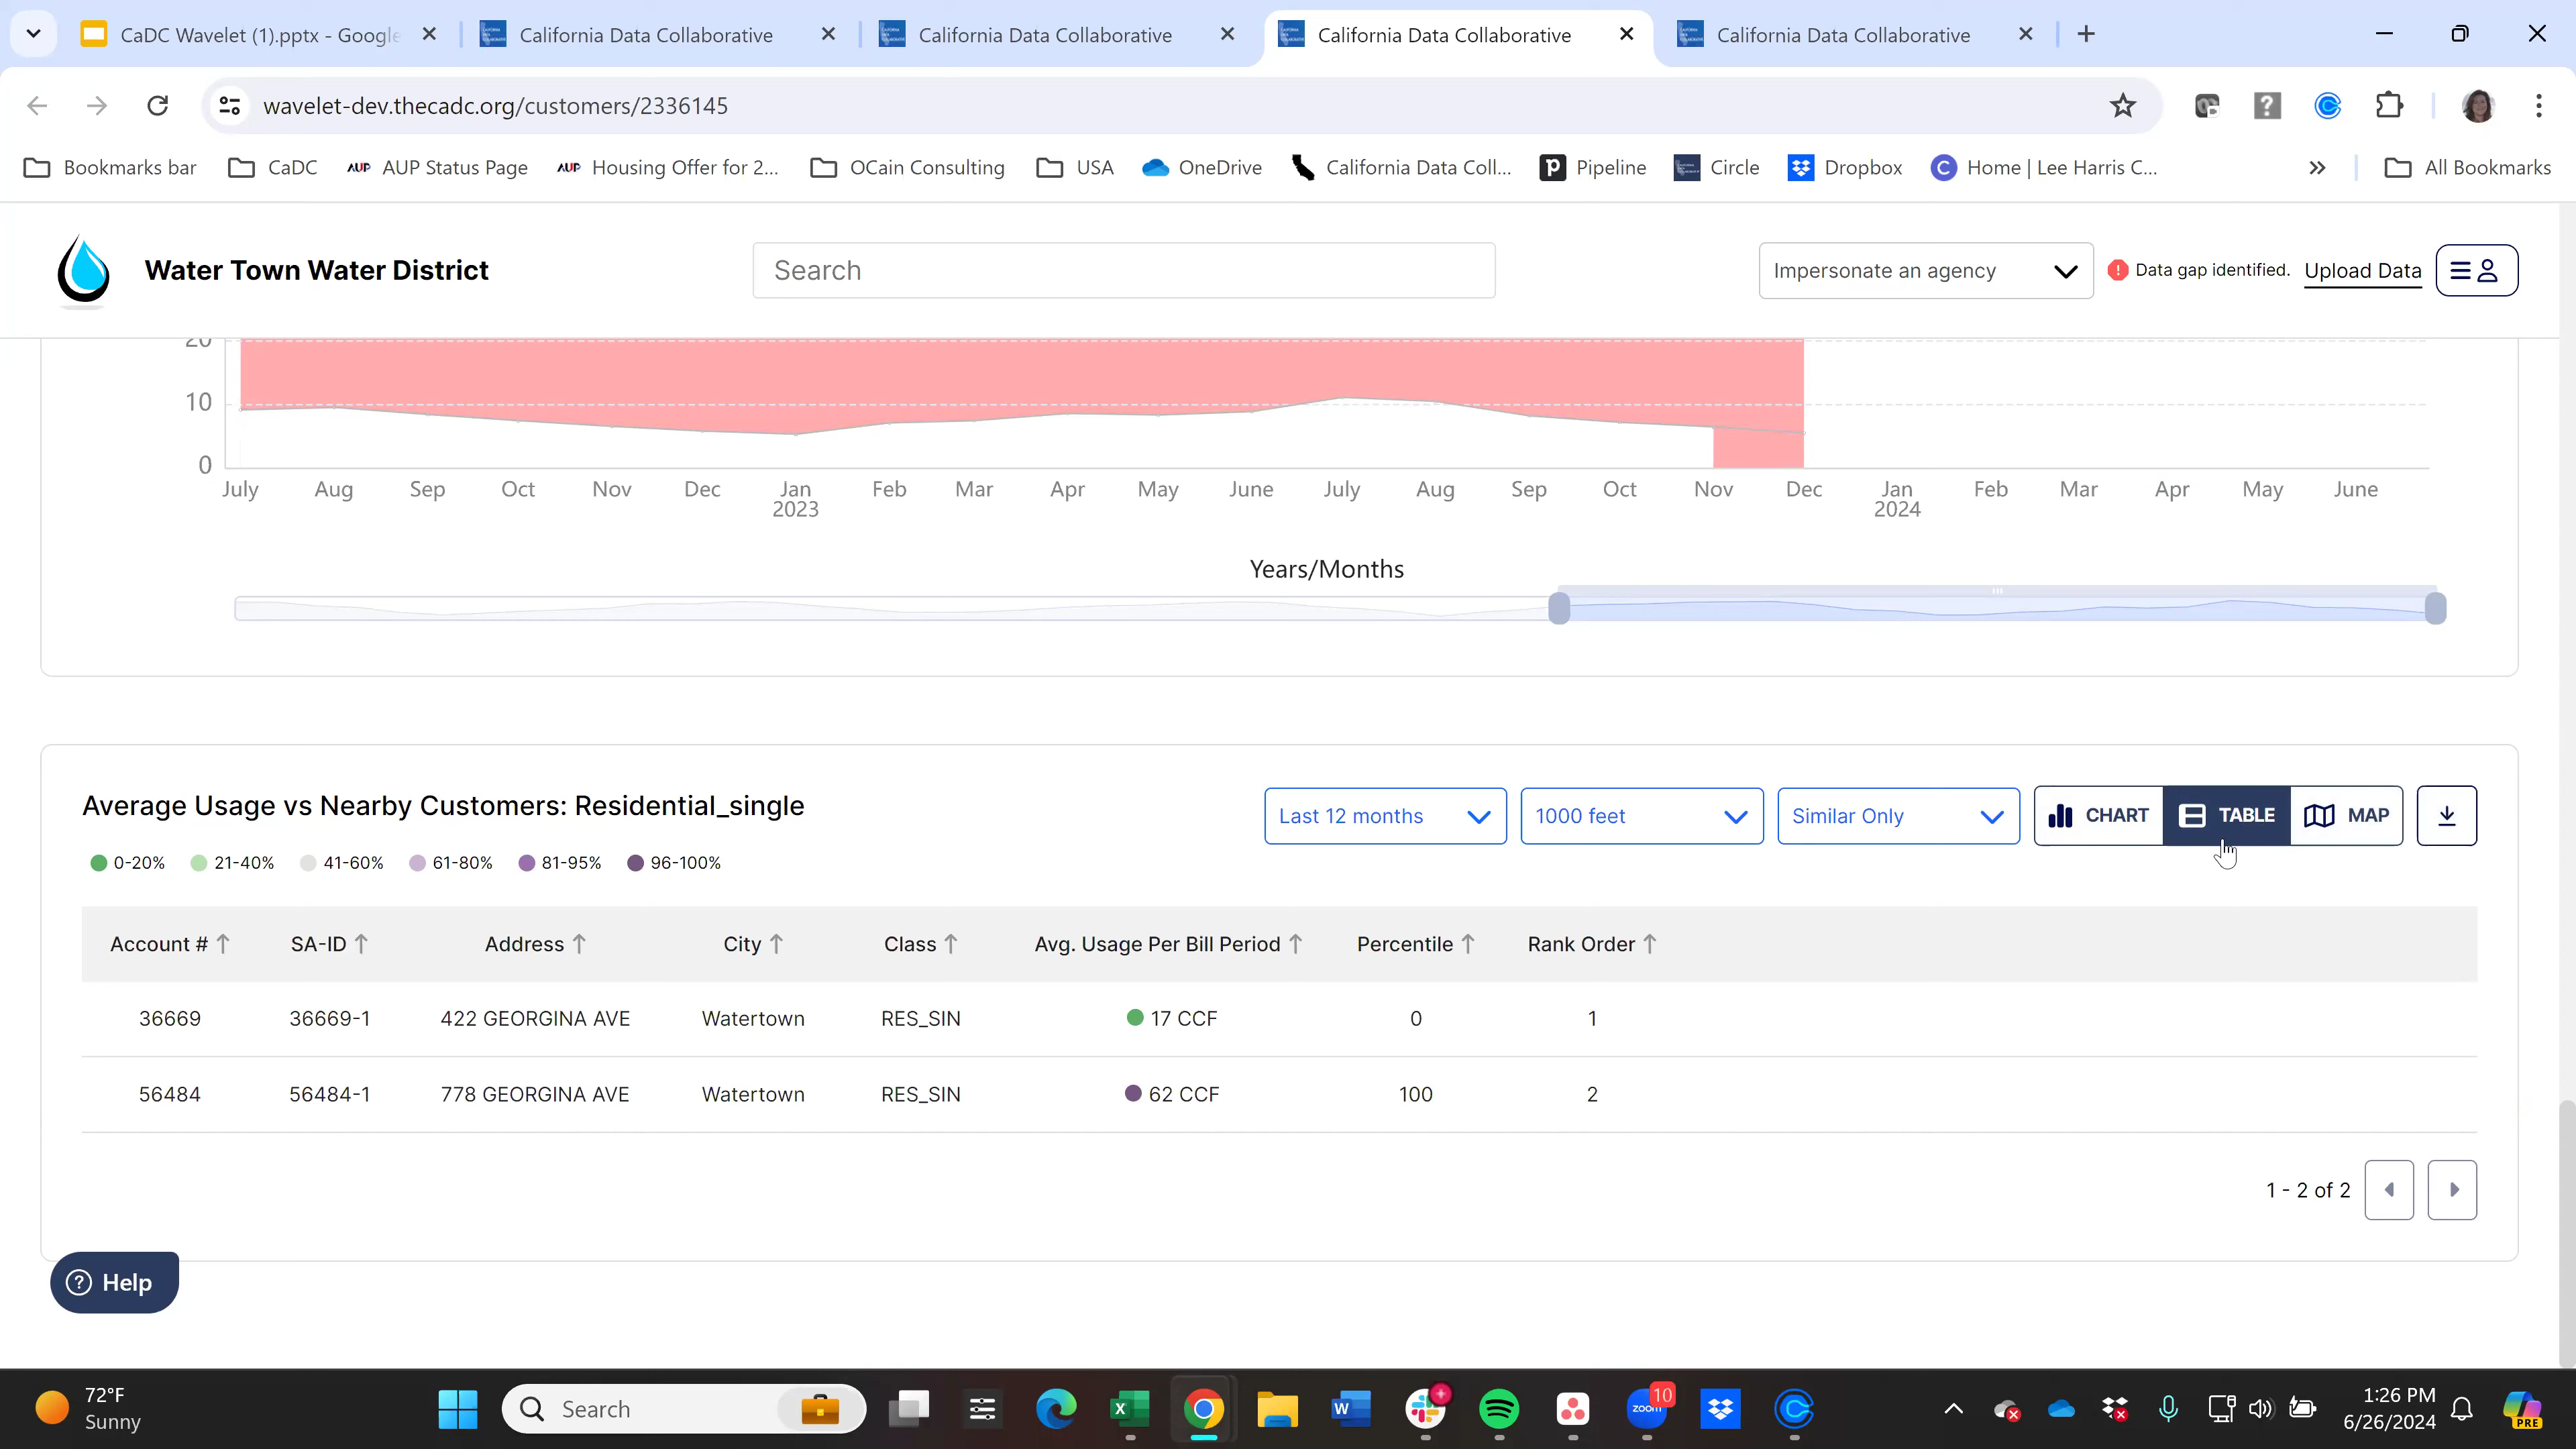 CaDC Wavelet (1).pptx - Google
California Data Collaborative
California Data Collaborative
California Data Collaborative
California Data Collaborative
wavelet-dev.thecadc.org/customers/2336145
Bookmarks bar
CaDC
AUP AUP Status Page
AUP Housing Offer for 2...
OCain Consulting
USA
OneDrive
California Data Coll...
Pipeline
Circle
Dropbox
Home | Lee Harris C...
All Bookmarks
Water Town Water District
Search
Impersonate an agency
Data gap identified.
Upload Data
20
10
0
July Aug Sep Oct Nov Dec Jan Feb Mar Apr May June July Aug Sep Oct Nov Dec Jan Feb Mar Apr May June
2023 2024
Years/Months
Average Usage vs Nearby Customers: Residential_single
Last 12 months
1000 feet
Similar Only
CHART
TABLE
MAP
0-20% 21-40% 41-60% 61-80% 81-95% 96-100%
Account # ↑ SA-ID ↑ Address ↑ City ↑ Class ↑ Avg. Usage Per Bill Period ↑ Percentile ↑ Rank Order ↑
36669 36669-1 422 GEORGINA AVE Watertown RES_SIN 17 CCF 0 1
56484 56484-1 778 GEORGINA AVE Watertown RES_SIN 62 CCF 100 2
1 - 2 of 2
Help
72°F
Sunny
Search
zoom
10
1:26 PM
6/26/2024
PRE